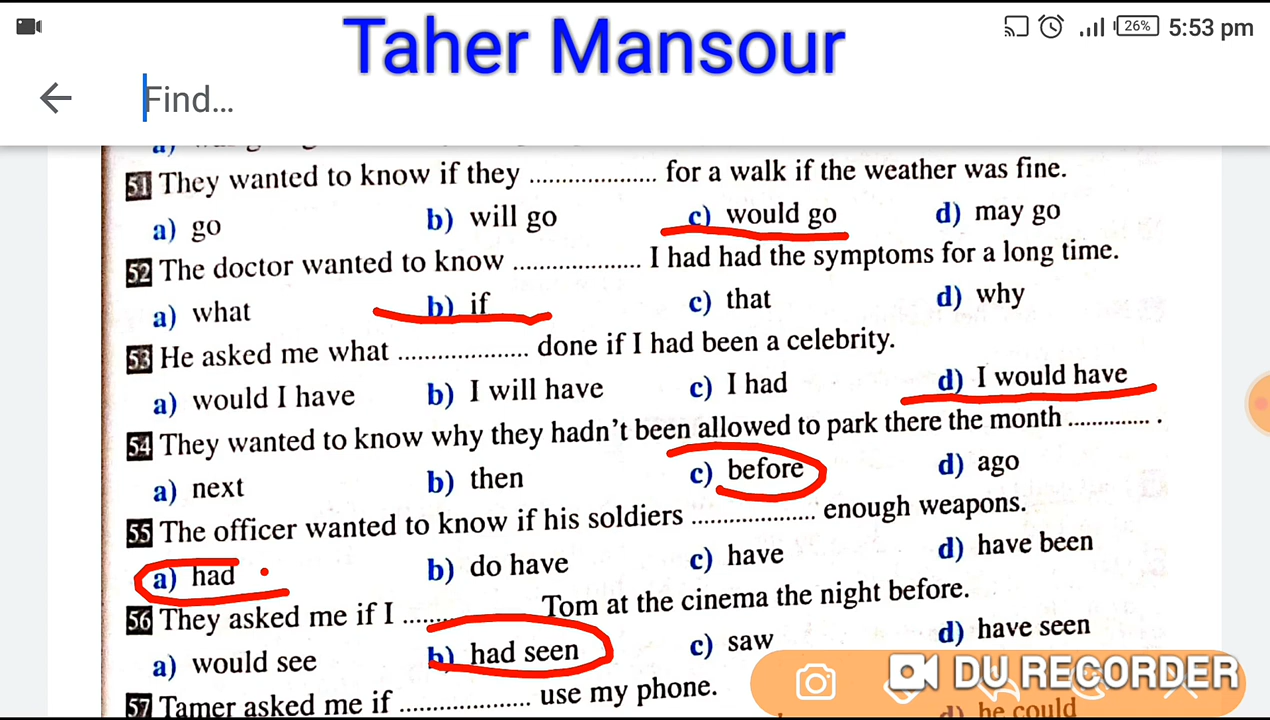 Taher Mansour
26% 5:53 pm
Find...
51 They wanted to know if they .................... for a walk if the weather was fine.
a) go b) will go c) would go d) may go
52 The doctor wanted to know .................... I had had the symptoms for a long time.
a) what b) if c) that d) why
53 He asked me what .................... done if I had been a celebrity.
a) would I have b) I will have c) I had d) I would have
54 They wanted to know why they hadn't been allowed to park there the month .............. .
a) next b) then c) before d) ago
55 The officer wanted to know if his soldiers .................... enough weapons.
a) had b) do have c) have d) have been
56 They asked me if I .................... Tom at the cinema the night before.
a) would see b) had seen c) saw d) have seen
57 Tamer asked me if .................... use my phone.
d) he could
DU RECORDER